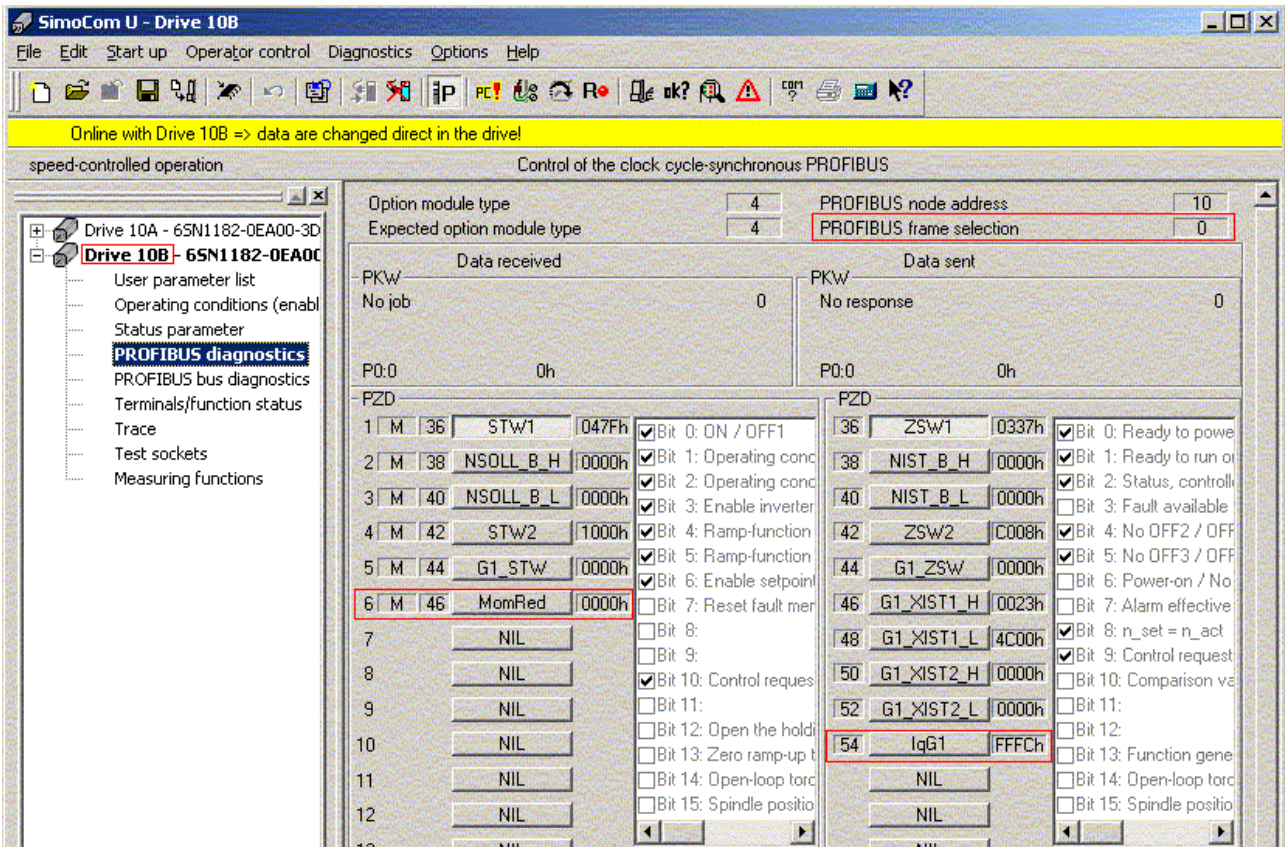 SimoCom U - Drive 10B
File Edit Start up Operator control Diagnostics Options Help
Online with Drive 10B => data are changed direct in the drive!
speed-controlled operation Control of the clock cycle-synchronous PROFIBUS
Drive 10A - 6SN1182-0EA00-3D
Drive 10B - 6SN1182-0EA0
User parameter list
Operating conditions (enabl
Status parameter
PROFIBUS diagnostics
PROFIBUS bus diagnostics
Terminals/function status
Trace
Test sockets
Measuring functions
Option module type 4 PROFIBUS node address 10
Expected option module type 4 PROFIBUS frame selection 0
Data received Data sent
PKW PKW
No job 0 No response 0
P0:0 0h P0:0 0h
PZD
1 M 36 STW1 047Fh
2 M 38 NSOLL_B_H 0000h
3 M 40 NSOLL_B_L 0000h
4 M 42 STW2 1000h
5 M 44 G1_STW 0000h
6 M 46 MomRed 0000h
7 NIL
8 NIL
9 NIL
10 NIL
11 NIL
12 NIL
Bit 0: ON / OFF1
Bit 1: Operating conc
Bit 2: Operating conc
Bit 3: Enable inverter
Bit 4: Ramp-function
Bit 5: Ramp-function
Bit 6: Enable setpoint
Bit 7: Reset fault mer
Bit 8:
Bit 9:
Bit 10: Control reques
Bit 11:
Bit 12: Open the holdi
Bit 13: Zero ramp-up t
Bit 14: Open-loop torc
Bit 15: Spindle positio
PZD
36 ZSW1 0337h
38 NIST_B_H 0000h
40 NIST_B_L 0000h
42 ZSW2 C008h
44 G1_ZSW 0000h
46 G1_XIST1_H 0023h
48 G1_XIST1_L 4C00h
50 G1_XIST2_H 0000h
52 G1_XIST2_L 0000h
54 IqG1 FFFCh
NIL
NIL
Bit 0: Ready to powe
Bit 1: Ready to run o
Bit 2: Status, controll
Bit 3: Fault available
Bit 4: No OFF2 / OFF
Bit 5: No OFF3 / OFF
Bit 6: Power-on / No
Bit 7: Alarm effective
Bit 8: n_set = n_act
Bit 9: Control request
Bit 10: Comparison va
Bit 11:
Bit 12:
Bit 13: Function gene
Bit 14: Open-loop torc
Bit 15: Spindle positio